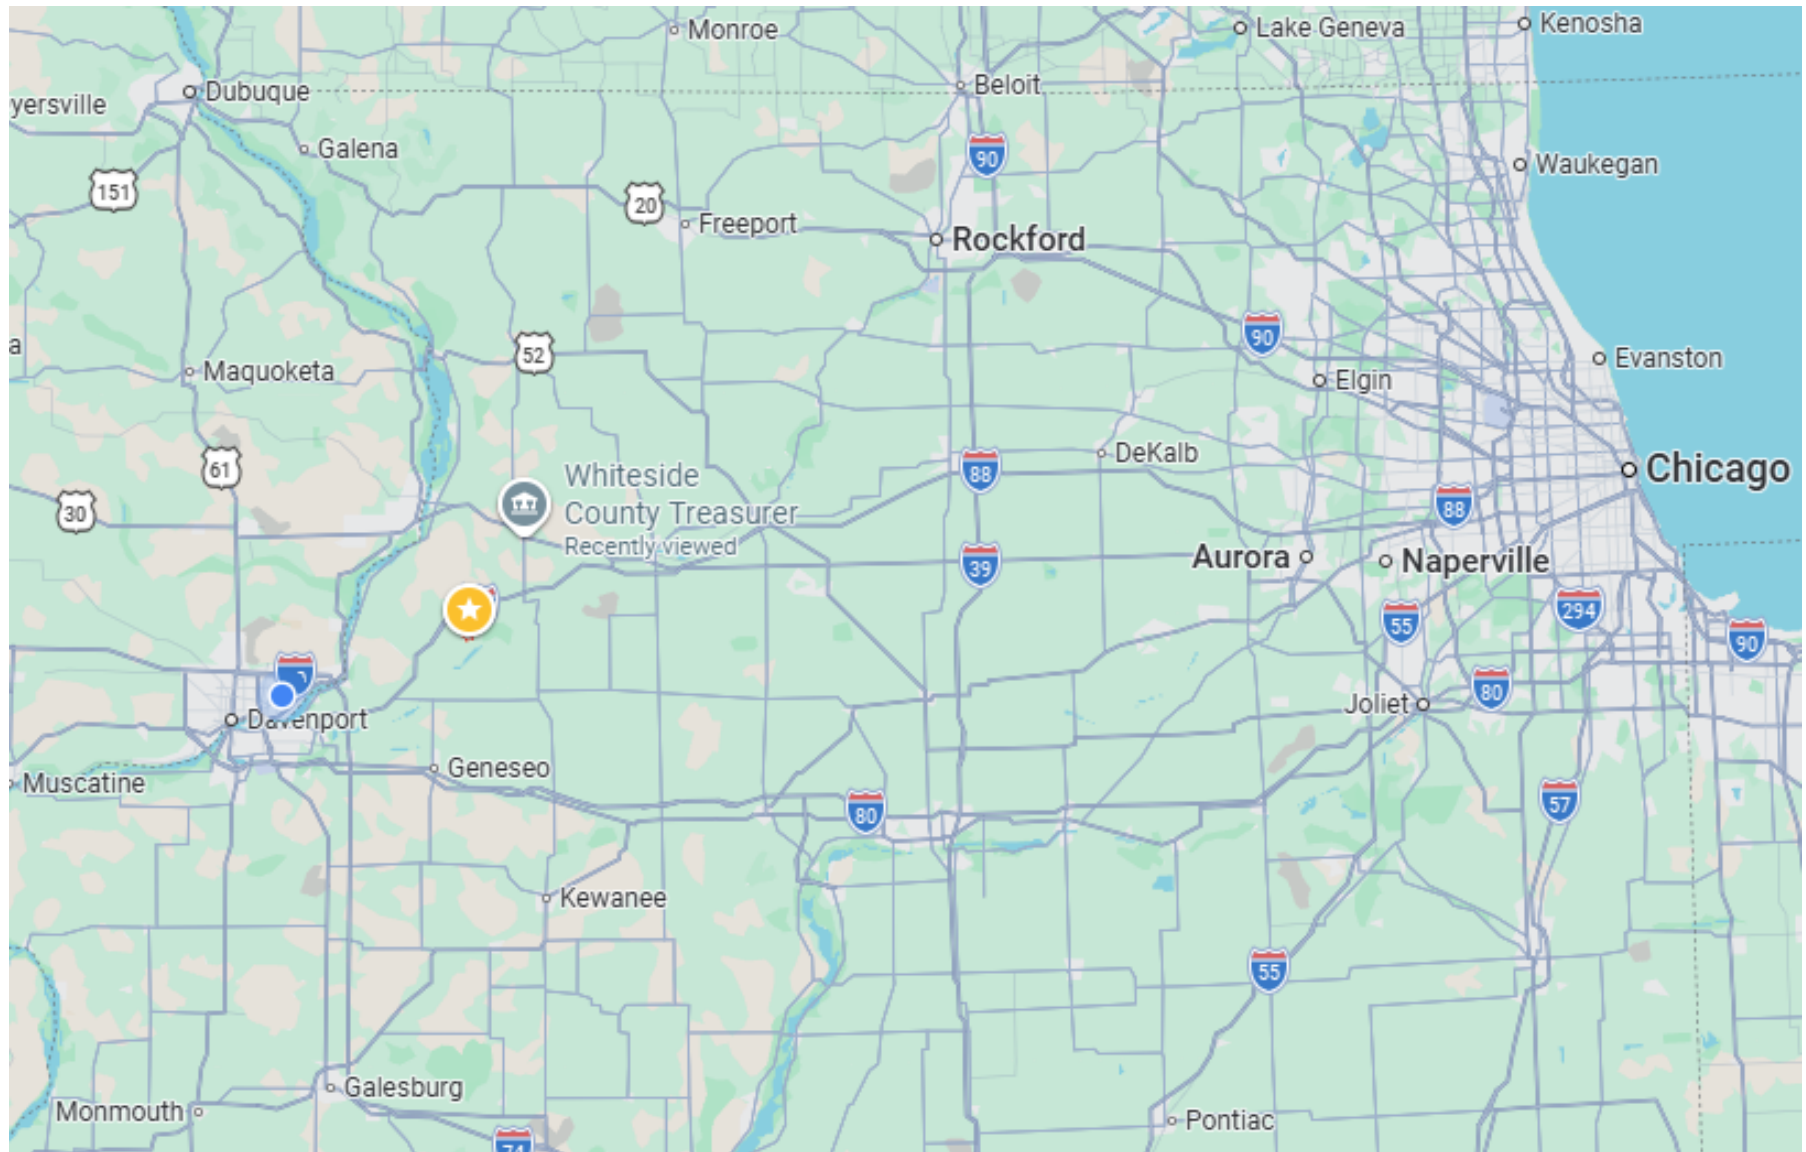 Monroe
Lake Geneva
Kenosha
Dubuque
Beloit
yersville
Galena
90
Waukegan
151
20
Freeport
Rockford
90
52
a
Maquoketa
Evanston
Elgin
61
Whiteside
County Treasurer
Recently viewed
88
DeKalb
Chicago
30
88
39
Aurora
Naperville
55
294
90
80
Davenport
Joliet
Geneseo
Muscatine
80
57
Kewanee
55
Galesburg
Monmouth
Pontiac
74